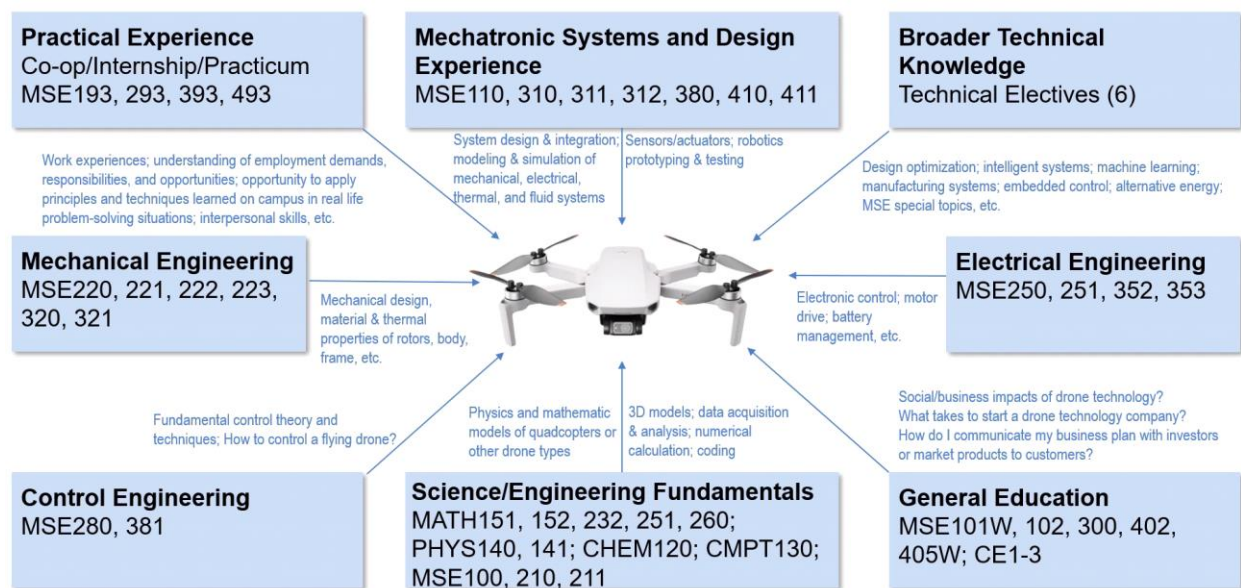 Practical Experience
Co-op/Internship/Practicum
MSE193, 293, 393, 493
Mechatronic Systems and Design
Experience
MSE110, 310, 311, 312, 380, 410, 411
Broader Technical
Knowledge
Technical Electives (6)
Work experiences; understanding of employment demands,
responsibilities, and opportunities; opportunity to apply
principles and techniques learned on campus in real life
problem-solving situations; interpersonal skills, etc.
System design & integration;
modeling & simulation of
mechanical, electrical,
thermal, and fluid systems
Sensors/actuators; robotics
prototyping & testing
Design optimization; intelligent systems; machine learning;
manufacturing systems; embedded control; alternative energy;
MSE special topics, etc.
Mechanical Engineering
MSE220, 221, 222, 223,
320, 321
Mechanical design,
material & thermal
properties of rotors, body,
frame, etc.
Electronic control; motor
drive; battery
management, etc.
Electrical Engineering
MSE250, 251, 352, 353
Fundamental control theory and
techniques; How to control a flying drone?
Physics and mathematic
models of quadcopters or
other drone types
3D models; data acquisition
& analysis; numerical
calculation; coding
Social/business impacts of drone technology?
What takes to start a drone technology company?
How do I communicate my business plan with investors
or market products to customers?
Control Engineering
MSE280, 381
Science/Engineering Fundamentals
MATH151, 152, 232, 251, 260;
PHYS140, 141; CHEM120; CMPT130;
MSE100, 210, 211
General Education
MSE101W, 102, 300, 402,
405W; CE1-3